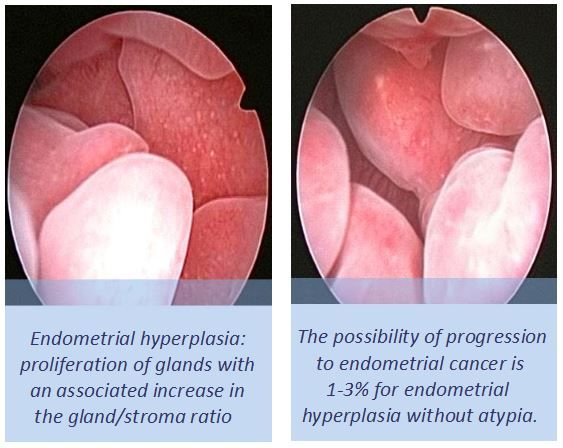 Endometrial hyperplasia:
proliferation of glands with
an associated increase in
the gland/stroma ratio
The possibility of progression
to endometrial cancer is
1-3% for endometrial
hyperplasia without atypia.